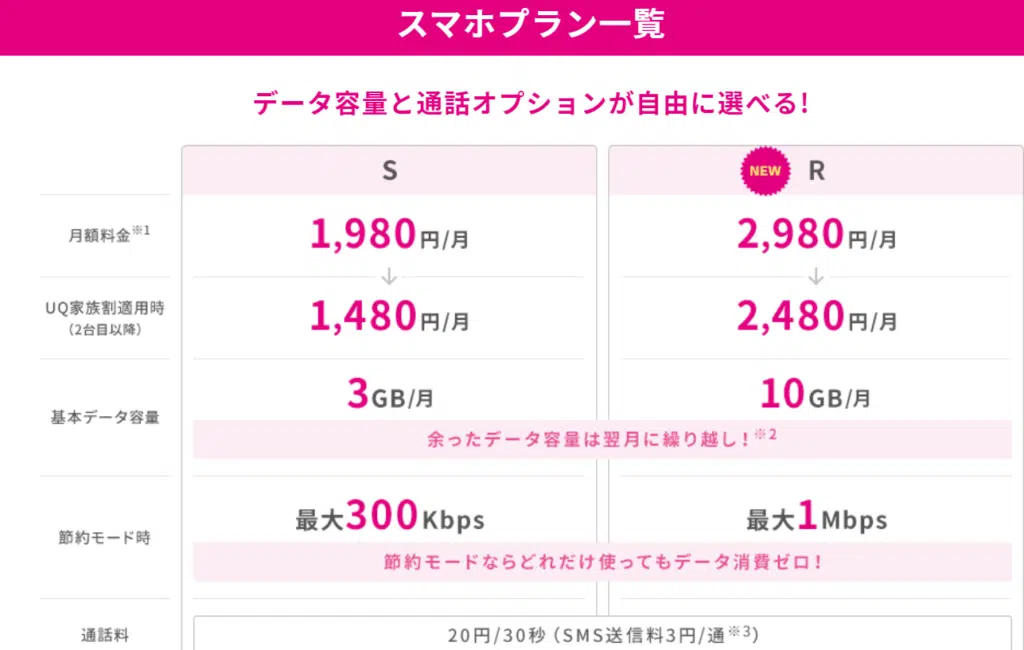 スマホプラン一覧
データ容量と通話オプションが自由に選べる!
S
NEW R
月額料金※1
1,980円/月
2,980円/月
↓ ↓
UQ家族割適用時
(2台目以降)
1,480円/月
2,480円/月
基本データ容量
3GB/月
10GB/月
余ったデータ容量は翌月に繰り越し!※2
節約モード時
最大300Kbps
最大1Mbps
節約モードならどれだけ使ってもデータ消費ゼロ!
通話料
20円/30秒(SMS送信料3円/通※3)